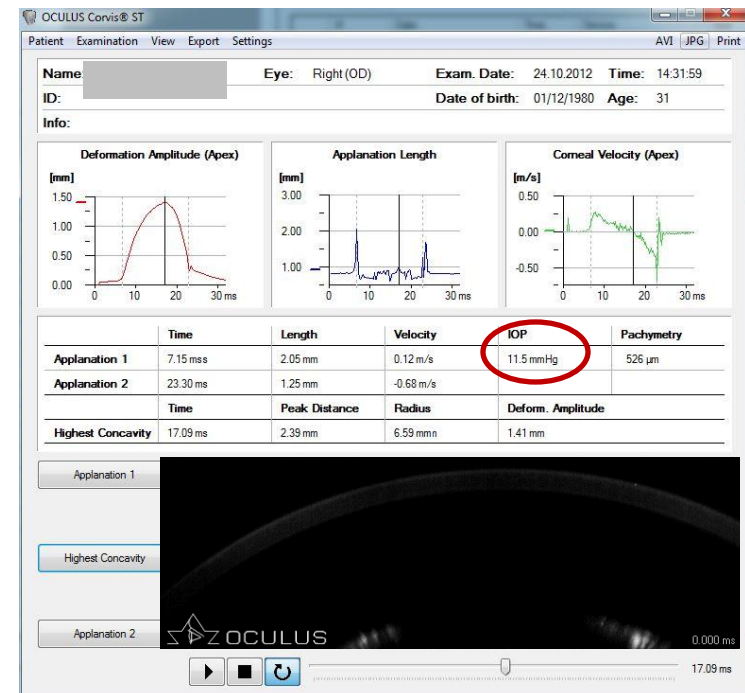 OCULUS Corvis® ST
Patient Examination View Export Settings AVI JPG Print
Name: Eye: Right (OD) Exam. Date: 24.10.2012 Time: 14:31:59
ID: Date of birth: 01/12/1980 Age: 31
Info:
Deformation Amplitude (Apex) Applanation Length Corneal Velocity (Apex)
[mm] [mm] [m/s]
1.50 3.00 0.50
1.00 2.00 0.00
0.50 1.00 -0.50
0.00
0 10 20 30 ms 0 10 20 30 ms 0 10 20 30 ms
Time Length Velocity IOP Pachymetry
Applanation 1 7.15 mss 2.05 mm 0.12 m/s 11.5 mmHg 526 µm
Applanation 2 23.30 ms 1.25 mm -0.68 m/s
Time Peak Distance Radius Deform. Amplitude
Highest Concavity 17.09 ms 2.39 mm 6.59 mmn 1.41 mm
Applanation 1
Highest Concavity
Applanation 2
OCULUS 0.000 ms
17.09 ms